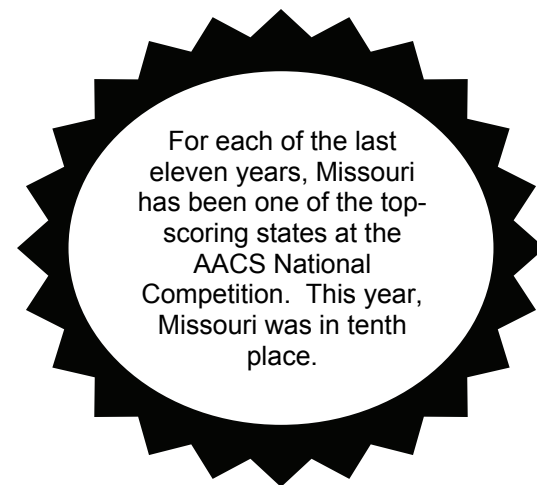 For each of the last
eleven years, Missouri
has been one of the top-
scoring states at the
AACS National
Competition.  This year,
Missouri was in tenth
place.